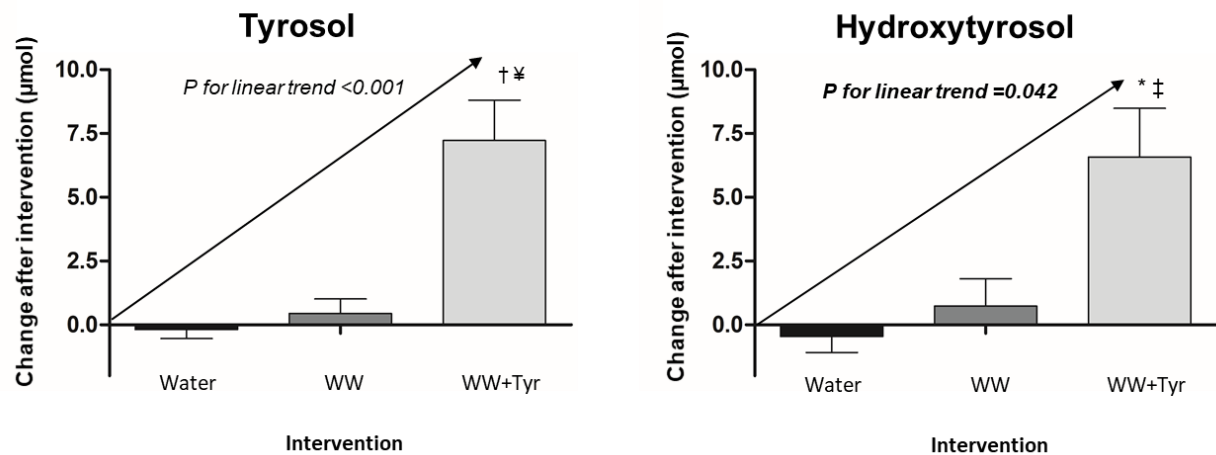 Tyrosol
Change after intervention (µmol)
10.0
7.5
5.0
2.5
0.0
P for linear trend <0.001
† ¥
Water
WW
WW+Tyr
Intervention
Hydroxytyrosol
Change after intervention (µmol)
10.0
7.5
5.0
2.5
0.0
P for linear trend =0.042
* ‡
Water
WW
WW+Tyr
Intervention